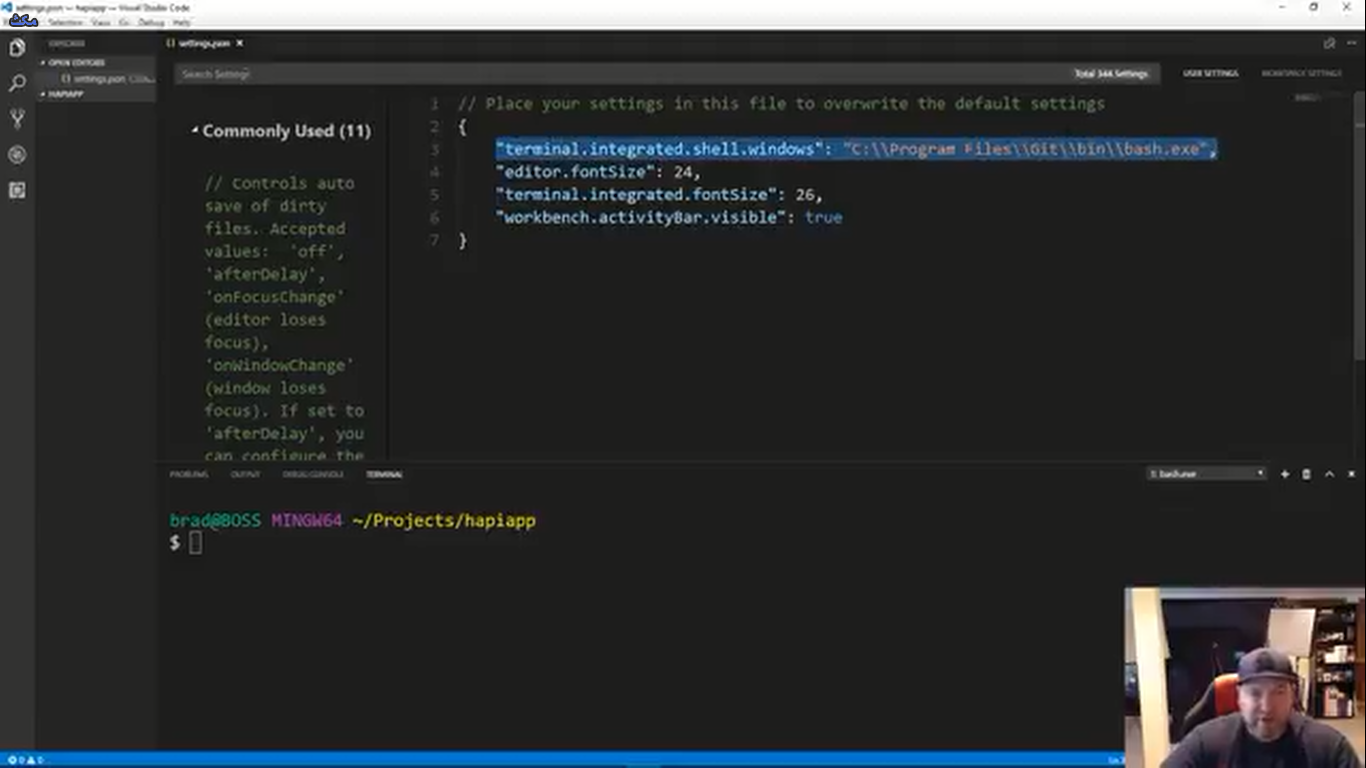 settings.json — hapiapp — Visual Studio Code
Selection View Go Debug Help
EXPLORER
settings.json
OPEN EDITORS
settings.json
HAPIAPP
Search Settings
Total 344 Settings
USER SETTINGS
WORKSPACE SETTINGS
Commonly Used (11)
// Controls auto
save of dirty
files. Accepted
values: 'off',
'afterDelay',
'onFocusChange'
(editor loses
focus),
'onWindowChange'
(window loses
focus). If set to
'afterDelay', you
can configure the
1 // Place your settings in this file to overwrite the default settings
2 {
3 "terminal.integrated.shell.windows": "C:\\Program Files\\Git\\bin\\bash.exe",
4 "editor.fontSize": 24,
5 "terminal.integrated.fontSize": 26,
6 "workbench.activityBar.visible": true
7 }
PROBLEMS OUTPUT DEBUG CONSOLE TERMINAL
1: bash.exe
brad@BOSS MINGW64 ~/Projects/hapiapp
$
0 0